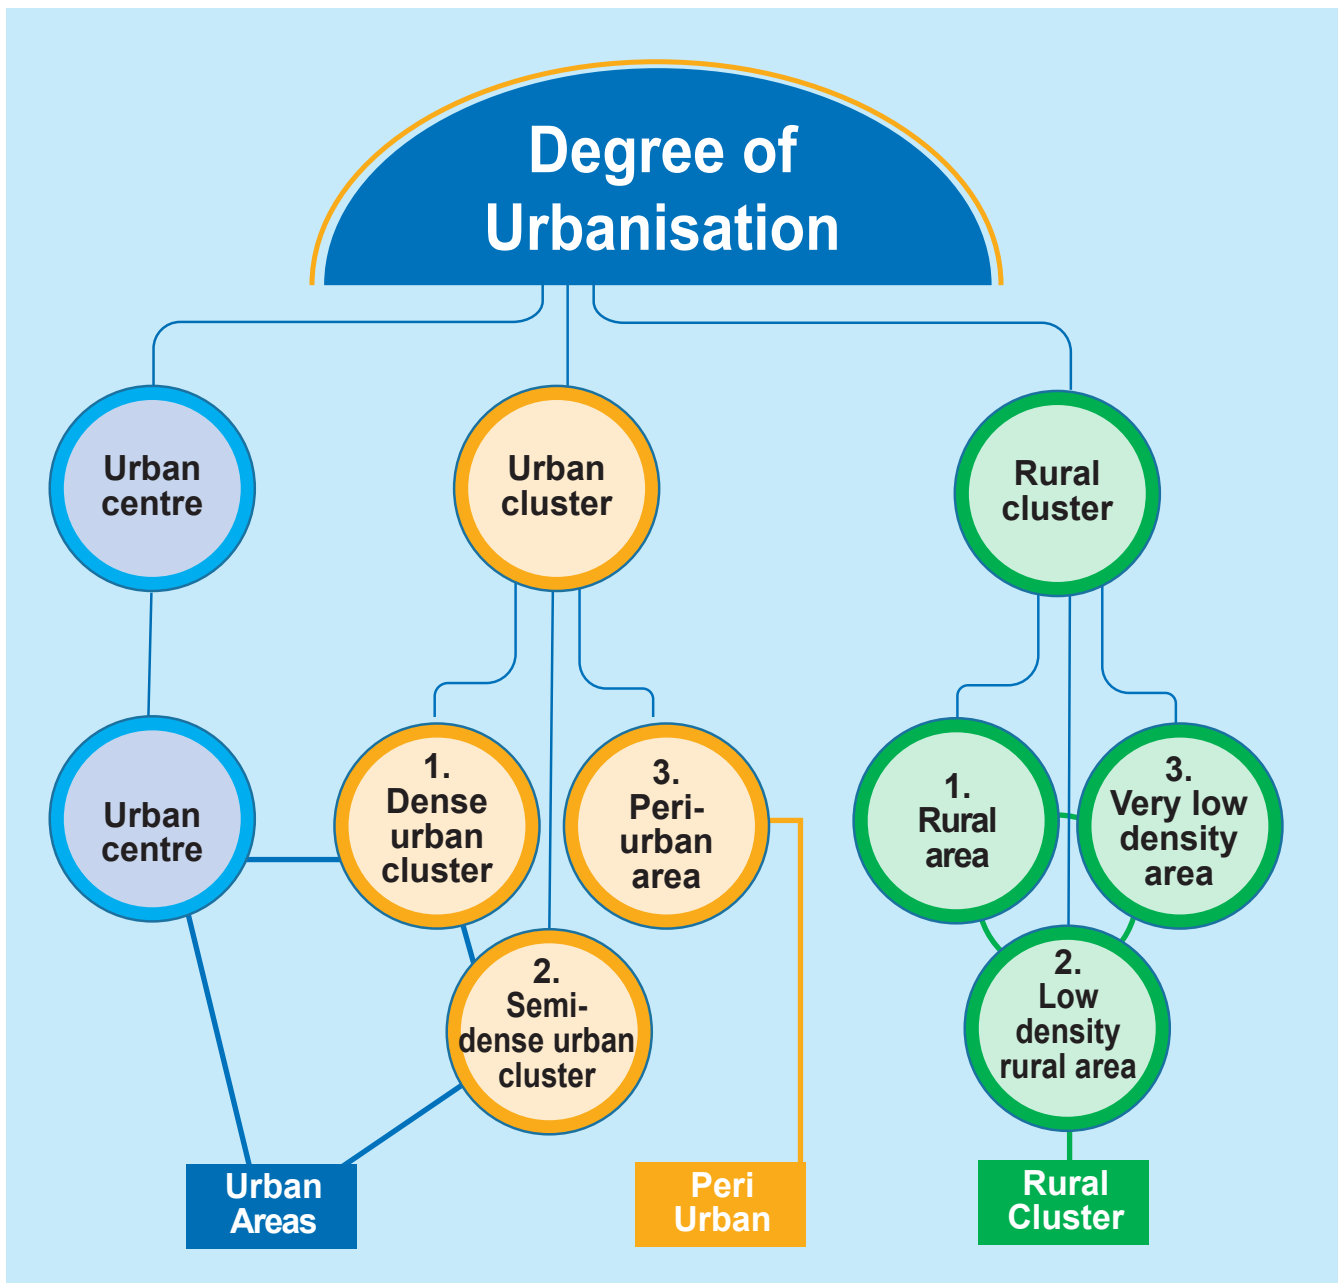 Degree of
Urbanisation
Urban
centre
Urban
cluster
Rural
cluster
Urban
centre
1.
Dense
urban
cluster
3.
Peri-
urban
area
1.
Rural
area
3.
Very low
density
area
2.
Semi-
dense urban
cluster
2.
Low
density
rural area
Urban
Areas
Peri
Urban
Rural
Cluster